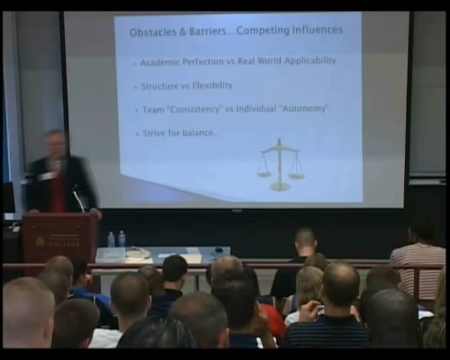 Obstacles & Barriers...Competing Influences
Academic Perfection vs Real World Applicability
Structure vs Flexibility
Team "Consistency" vs Individual "Autonomy"
Strive for balance...